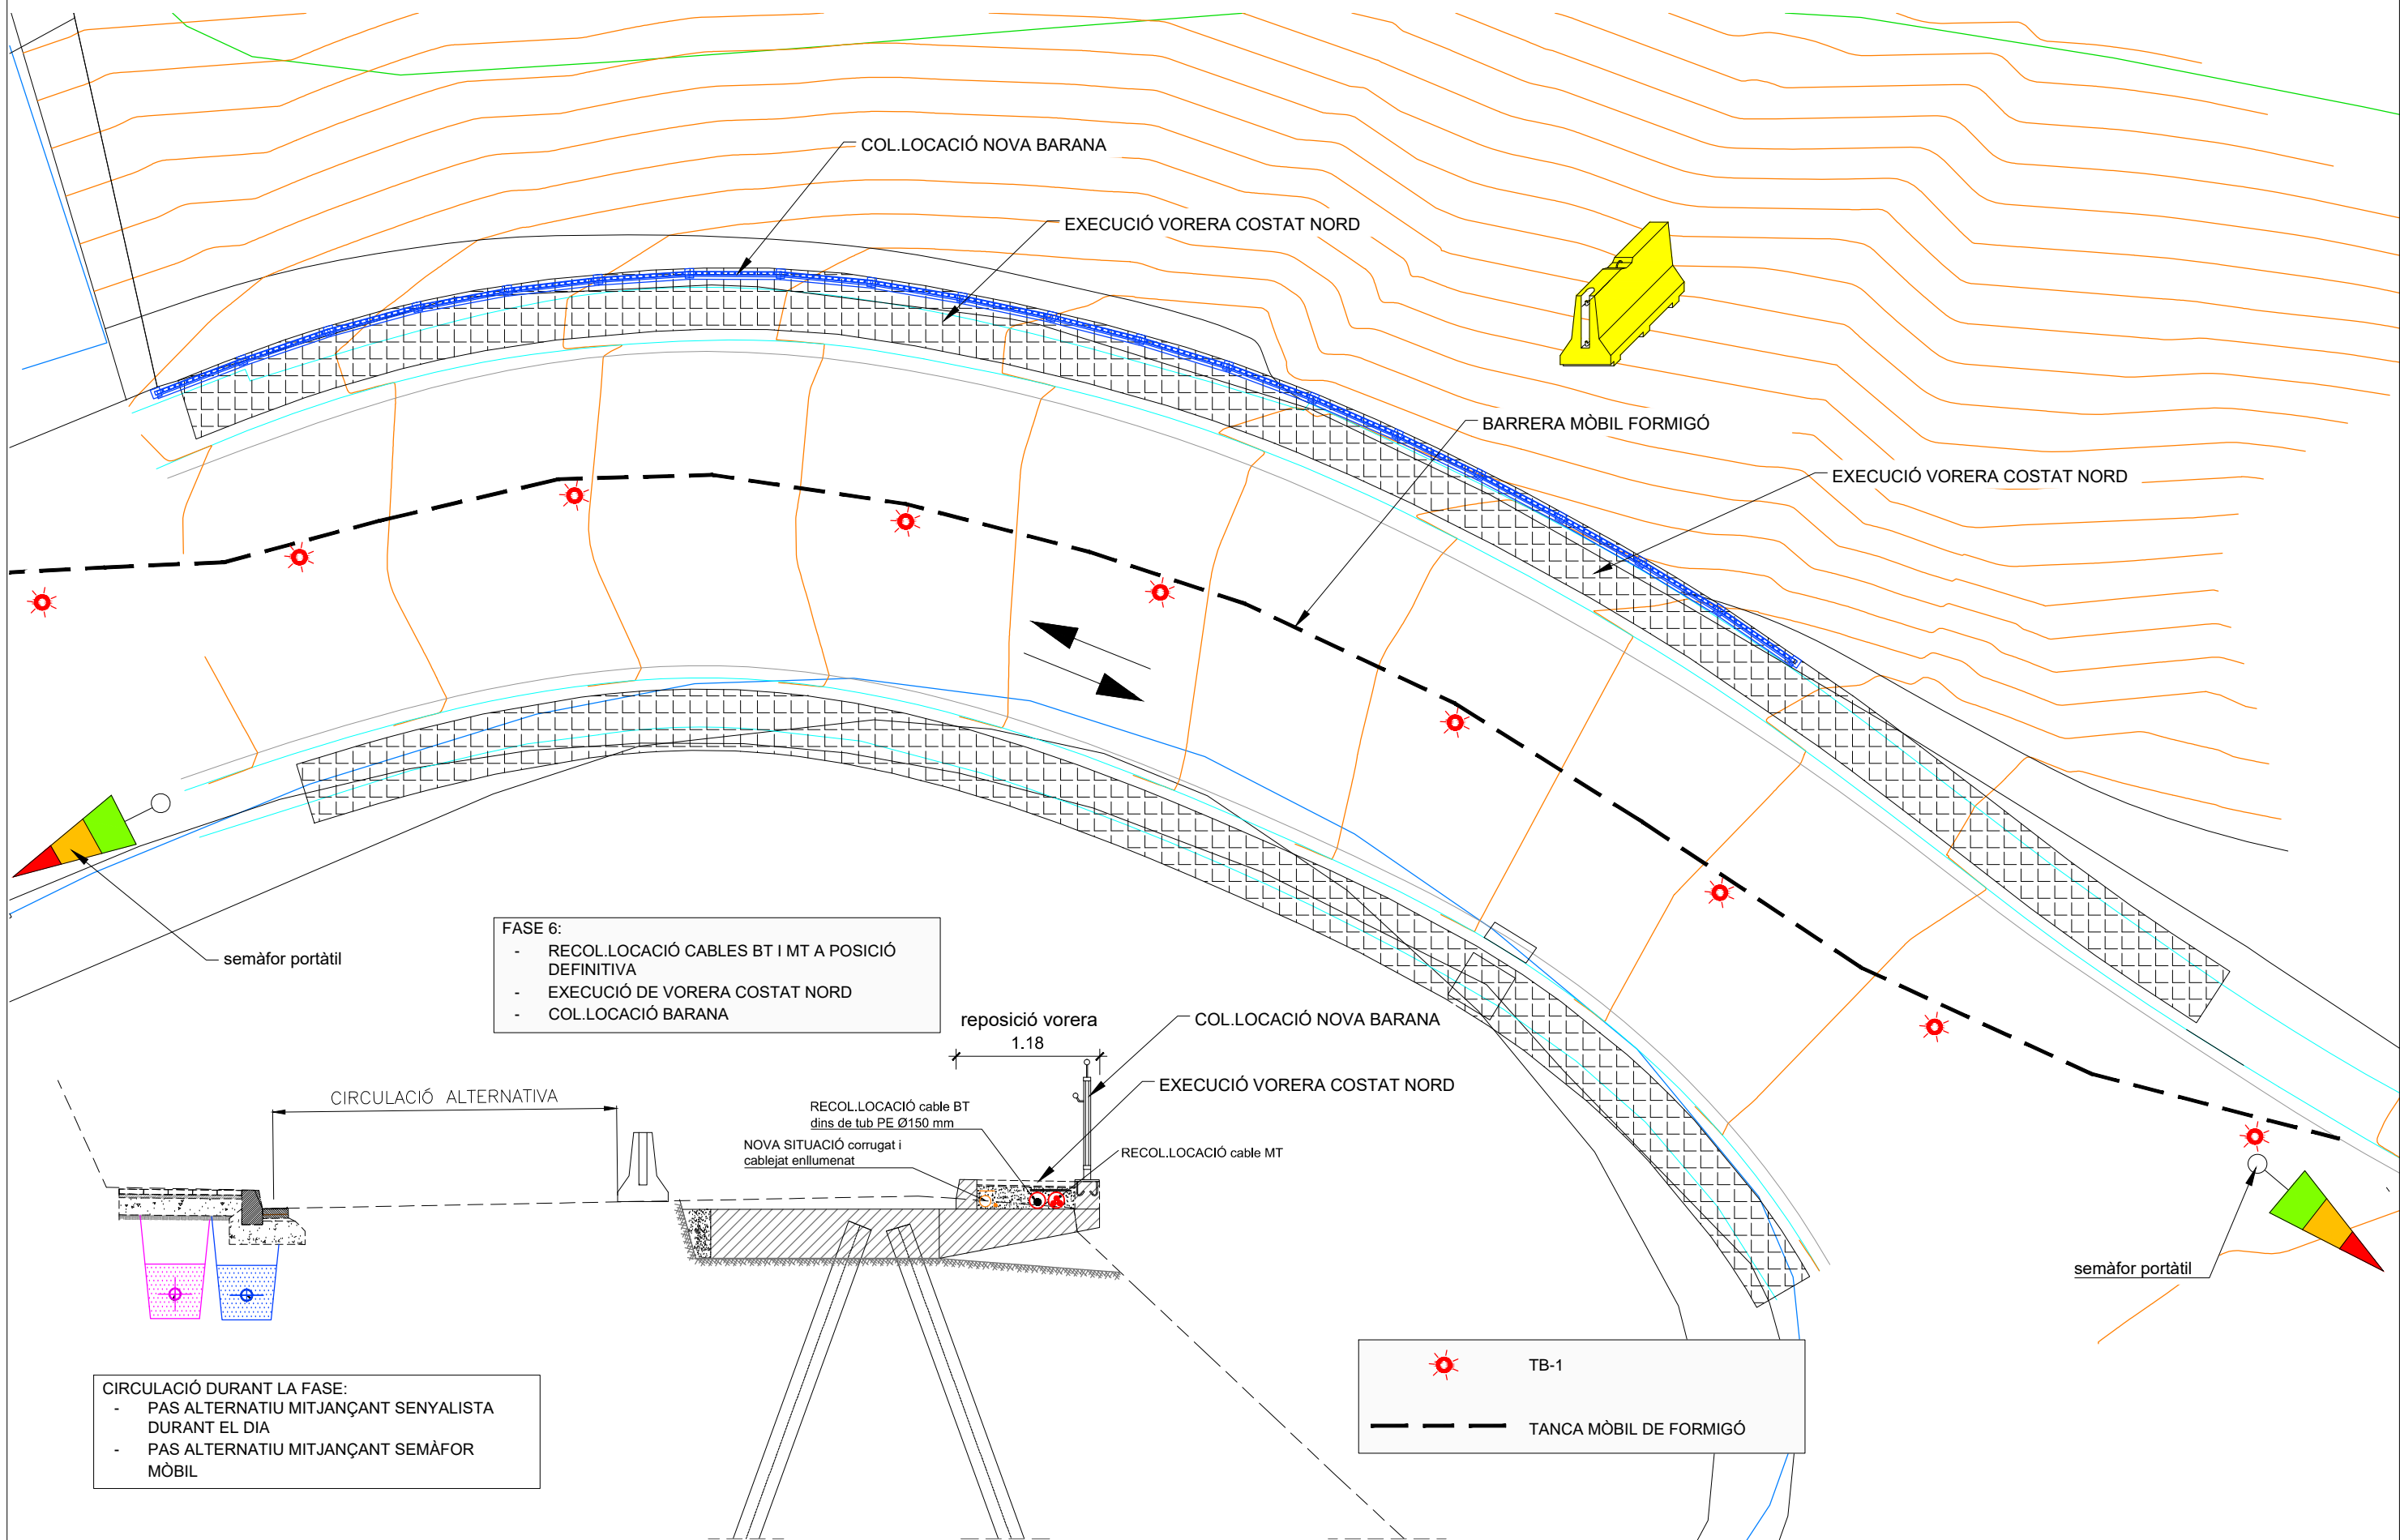 COL.LOCACIÓ NOVA BARANA
EXECUCIÓ VORERA COSTAT NORD
BARRERA MÒBIL FORMIGÓ
EXECUCIÓ VORERA COSTAT NORD
semàfor portàtil
FASE 6:
- RECOL.LOCACIÓ CABLES BT I MT A POSICIÓ
DEFINITIVA
- EXECUCIÓ DE VORERA COSTAT NORD
- COL.LOCACIÓ BARANA
reposició vorera
1.18
COL.LOCACIÓ NOVA BARANA
EXECUCIÓ VORERA COSTAT NORD
CIRCULACIÓ ALTERNATIVA
RECOL.LOCACIÓ cable BT
dins de tub PE Ø150 mm
NOVA SITUACIÓ corrugat i
cablejat enllumenat
RECOL.LOCACIÓ cable MT
semàfor portàtil
CIRCULACIÓ DURANT LA FASE:
- PAS ALTERNATIU MITJANÇANT SENYALISTA
DURANT EL DIA
- PAS ALTERNATIU MITJANÇANT SEMÀFOR
MÒBIL
TB-1
TANCA MÒBIL DE FORMIGÓ